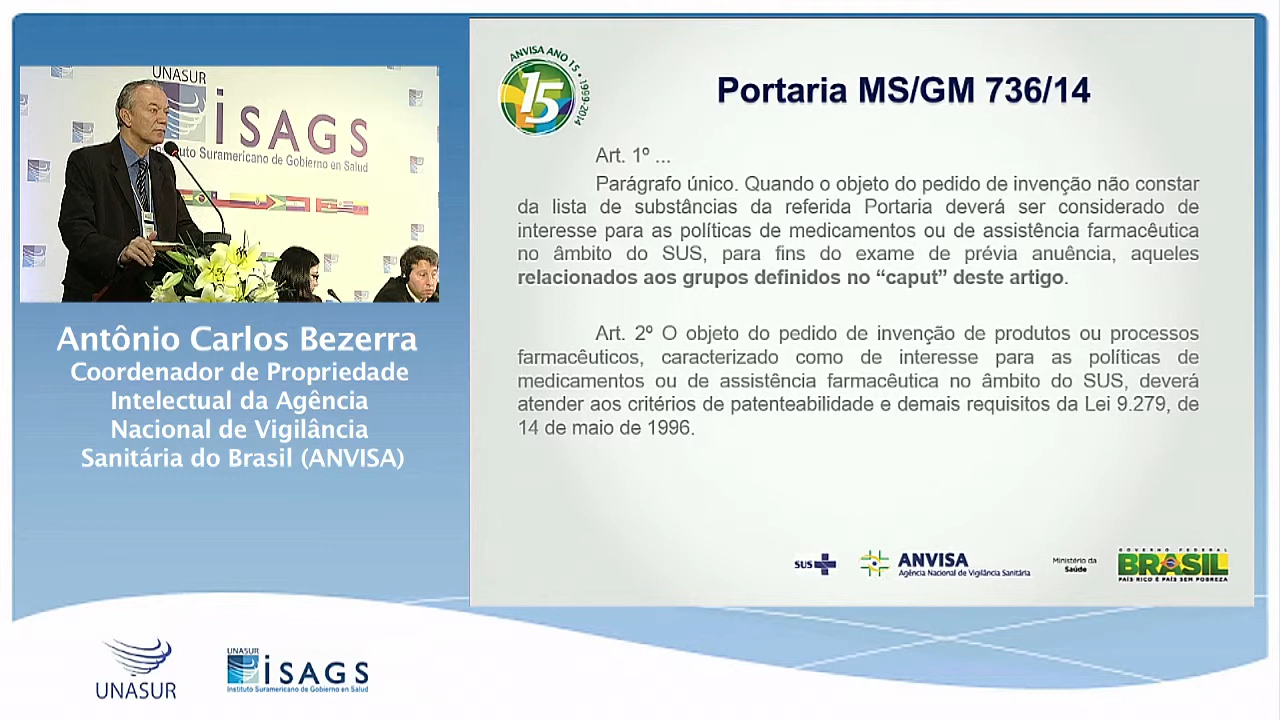 UNASUR
iSAGS
Instituto Suramericano de Gobierno en Salud
Antônio Carlos Bezerra
Coordenador de Propriedade
Intelectual da Agência
Nacional de Vigilância
Sanitária do Brasil (ANVISA)
UNASUR
UNASUR
iSAGS
Instituto Suramericano de Gobierno en Salud
ANVISA ANO 15 • 1999-2014
15
Portaria MS/GM 736/14
Art. 1º ...
Parágrafo único. Quando o objeto do pedido de invenção não constar
da lista de substâncias da referida Portaria deverá ser considerado de
interesse para as políticas de medicamentos ou de assistência farmacêutica
no âmbito do SUS, para fins do exame de prévia anuência, aqueles
relacionados aos grupos definidos no “caput” deste artigo.
Art. 2º O objeto do pedido de invenção de produtos ou processos
farmacêuticos, caracterizado como de interesse para as políticas de
medicamentos ou de assistência farmacêutica no âmbito do SUS, deverá
atender aos critérios de patenteabilidade e demais requisitos da Lei 9.279, de
14 de maio de 1996.
SUS
ANVISA
Agência Nacional de Vigilância Sanitária
Ministério da
Saúde
GOVERNO FEDERAL
BRASIL
PAÍS RICO É PAÍS SEM POBREZA